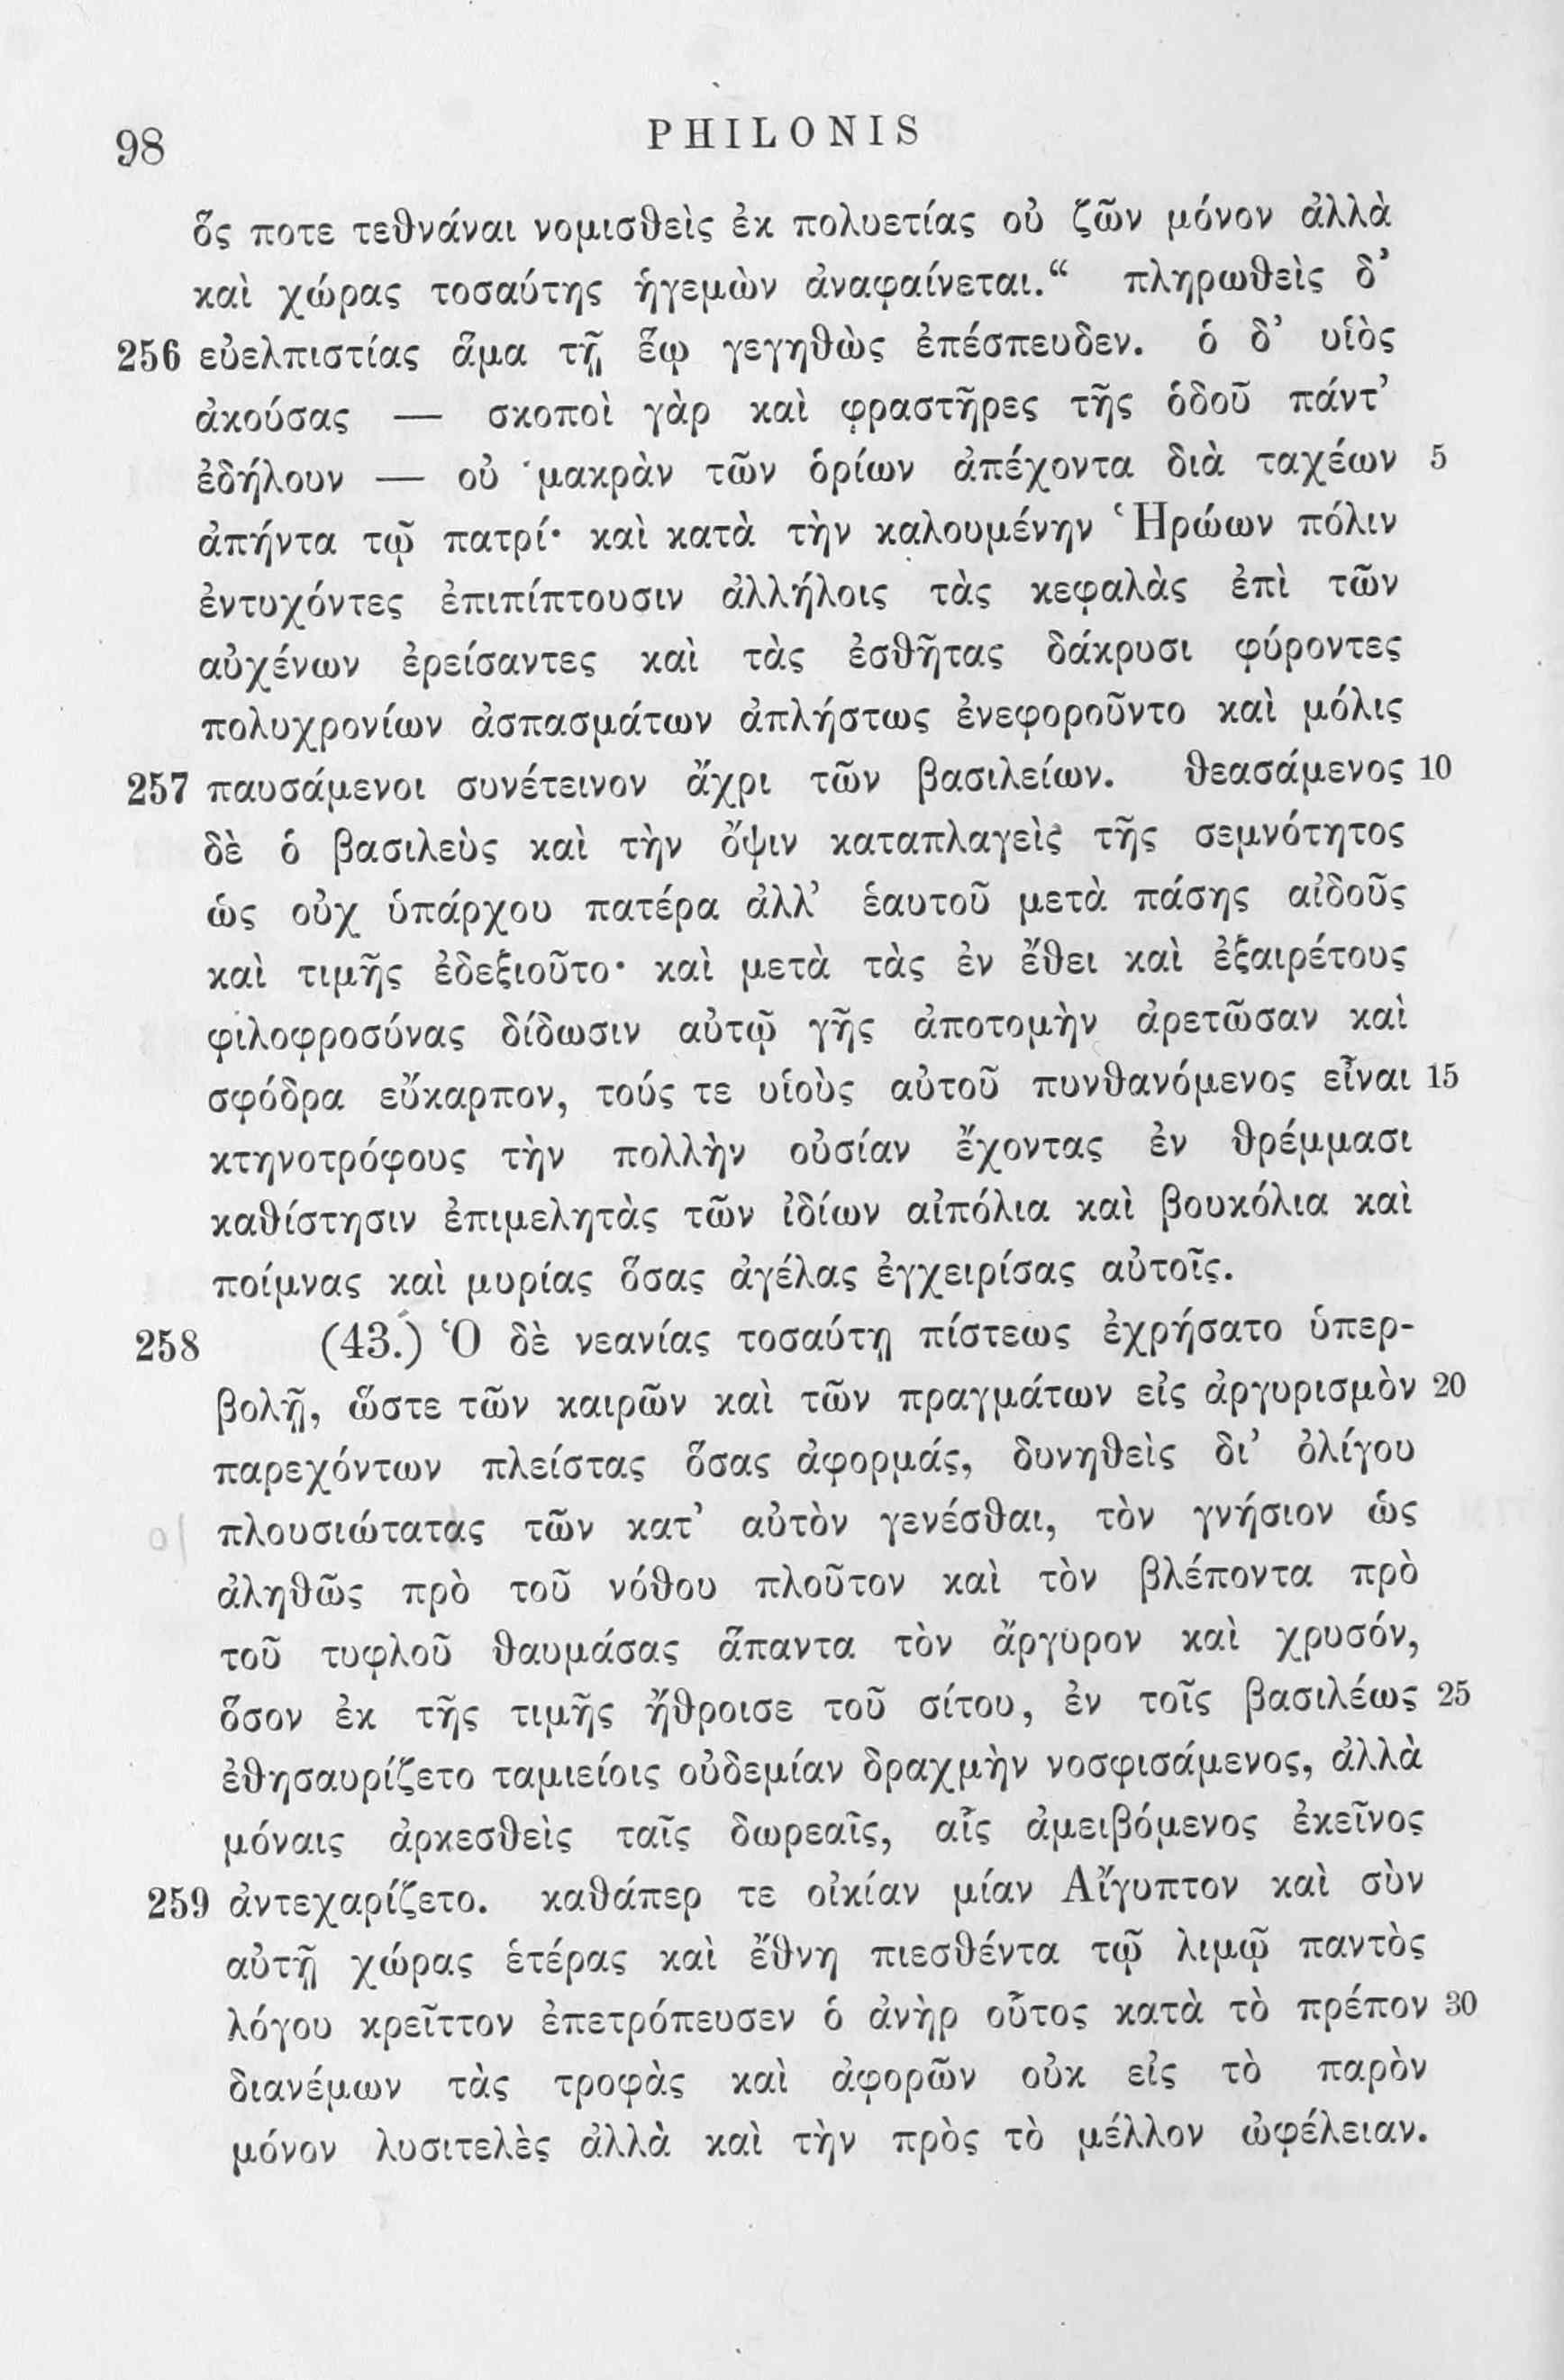 98 PHILONIS
ὅς ποτε τεθνάναι νομισθεὶς ἐκ πολυετίας οὐ ζῶν μόνον ἀλλὰ
καὶ χώρας τοσαύτης ἡγεμὼν ἀναφαίνεται.“ πληρωθεὶς δ’
256 εὐελπιστίας ἅμα τῇ ἕῳ γεγηθὼς ἐπέσπευδεν. ὁ δ’ υἱὸς
ἀκούσας — σκοποὶ γὰρ καὶ φραστῆρες τῆς ὁδοῦ πάντ’
ἐδήλουν — οὐ μακρὰν τῶν ὁρίων ἀπέχοντα διὰ ταχέων 5
ἀπήντα τῷ πατρί· καὶ κατὰ τὴν καλουμένην Ἡρώων πόλιν
ἐντυχόντες ἐπιπίπτουσιν ἀλλήλοις τὰς κεφαλὰς ἐπὶ τῶν
αὐχένων ἐρείσαντες καὶ τὰς ἐσθῆτας δάκρυσι φύροντες
πολυχρονίων ἀσπασμάτων ἀπλήστως ἐνεφοροῦντο καὶ μόλις
257 παυσάμενοι συνέτεινον ἄχρι τῶν βασιλείων. θεασάμενος 10
δὲ ὁ βασιλεὺς καὶ τὴν ὄψιν καταπλαγεὶς τῆς σεμνότητος
ὡς οὐχ ὑπάρχου πατέρα ἀλλ’ ἑαυτοῦ μετὰ πάσης αἰδοῦς
καὶ τιμῆς ἐδεξιοῦτο· καὶ μετὰ τὰς ἐν ἔθει καὶ ἐξαιρέτους
φιλοφροσύνας δίδωσιν αὐτῷ γῆς ἀποτομὴν ἀρετῶσαν καὶ
σφόδρα εὔκαρπον, τούς τε υἱοὺς αὐτοῦ πυνθανόμενος εἶναι 15
κτηνοτρόφους τὴν πολλὴν οὐσίαν ἔχοντας ἐν θρέμμασι
καθίστησιν ἐπιμελητὰς τῶν ἰδίων αἰπόλια καὶ βουκόλια καὶ
ποίμνας καὶ μυρίας ὅσας ἀγέλας ἐγχειρίσας αὐτοῖς.
258 (43.) Ὁ δὲ νεανίας τοσαύτῃ πίστεως ἐχρήσατο ὑπερ-
βολῇ, ὥστε τῶν καιρῶν καὶ τῶν πραγμάτων εἰς ἀργυρισμὸν 20
παρεχόντων πλείστας ὅσας ἀφορμάς, δυνηθεὶς δι’ ὀλίγου
πλουσιώτατας τῶν κατ’ αὐτὸν γενέσθαι, τὸν γνήσιον ὡς
ἀληθῶς πρὸ τοῦ νόθου πλοῦτον καὶ τὸν βλέποντα πρὸ
τοῦ τυφλοῦ θαυμάσας ἅπαντα τὸν ἄργυρον καὶ χρυσόν,
ὅσον ἐκ τῆς τιμῆς ἤθροισε τοῦ σίτου, ἐν τοῖς βασιλέως 25
ἐθησαυρίζετο ταμιείοις οὐδεμίαν δραχμὴν νοσφισάμενος, ἀλλὰ
μόναις ἀρκεσθεὶς ταῖς δωρεαῖς, αἷς ἀμειβόμενος ἐκεῖνος
259 ἀντεχαρίζετο. καθάπερ τε οἰκίαν μίαν Αἴγυπτον καὶ σὺν
αὐτῇ χώρας ἑτέρας καὶ ἔθνη πιεσθέντα τῷ λιμῷ παντὸς
λόγου κρεῖττον ἐπετρόπευσεν ὁ ἀνὴρ οὗτος κατὰ τὸ πρέπον 30
διανέμων τὰς τροφὰς καὶ ἀφορῶν οὐκ εἰς τὸ παρὸν
μόνον λυσιτελὲς ἀλλὰ καὶ τὴν πρὸς τὸ μέλλον ὠφέλειαν.